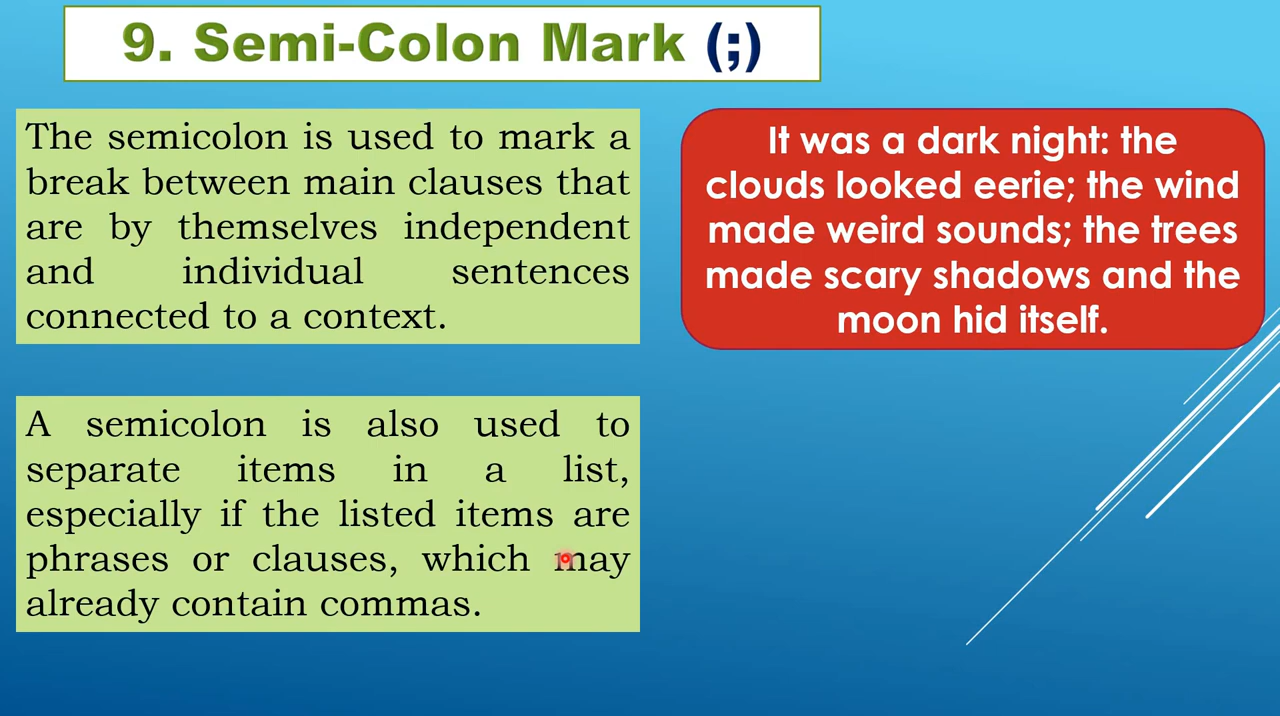 9. Semi-Colon Mark (;)
The semicolon is used to mark a
break between main clauses that
are by themselves independent
and individual sentences
connected to a context.
It was a dark night: the
clouds looked eerie; the wind
made weird sounds; the trees
made scary shadows and the
moon hid itself.
A semicolon is also used to
separate items in a list,
especially if the listed items are
phrases or clauses, which may
already contain commas.